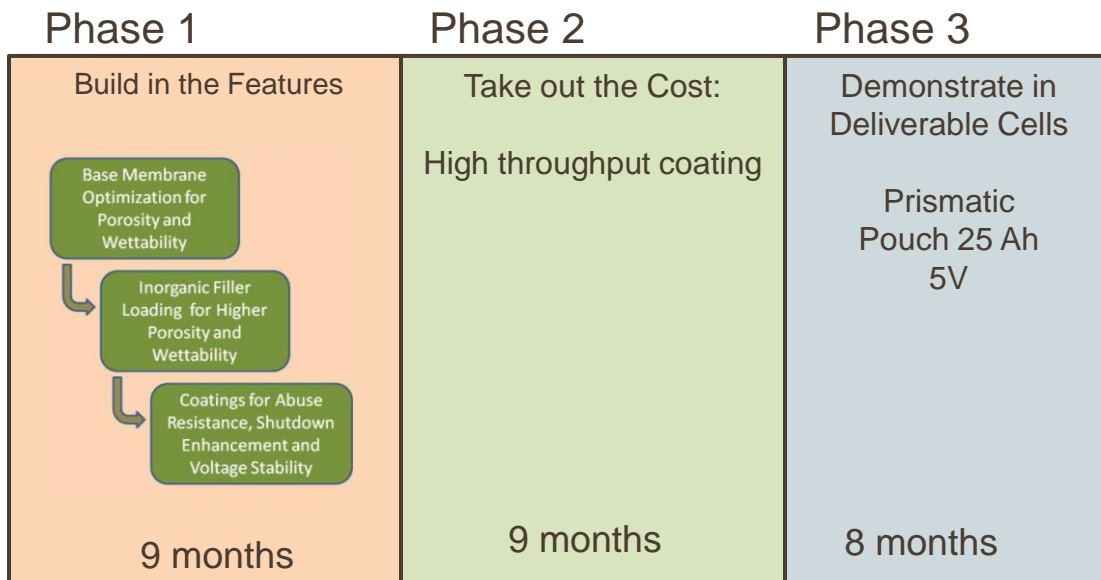 Phase 1
Phase 2
Phase 3
Build in the Features
Base Membrane
Optimization for
Porosity and
Wettability
Inorganic Filler
Loading for Higher
Porosity and
Wettability
Coatings for Abuse
Resistance, Shutdown
Enhancement and
Voltage Stability
9 months
Take out the Cost:
High throughput coating
9 months
Demonstrate in
Deliverable Cells
Prismatic
Pouch 25 Ah
5V
8 months